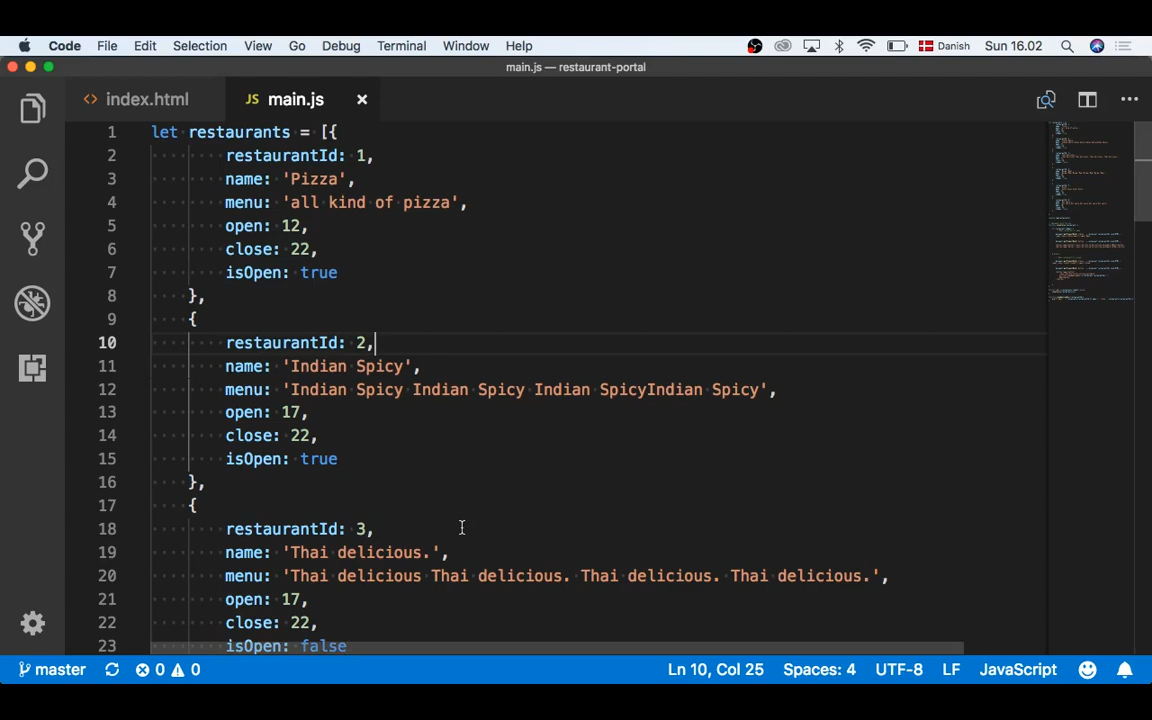 Code File Edit Selection View Go Debug Terminal Window Help Danish Sun 16.02
main.js — restaurant-portal
<> index.html JS main.js ×
1 let restaurants = [{
2 restaurantId: 1,
3 name: 'Pizza',
4 menu: 'all kind of pizza',
5 open: 12,
6 close: 22,
7 isOpen: true
8 },
9 {
10 restaurantId: 2,
11 name: 'Indian Spicy',
12 menu: 'Indian Spicy Indian Spicy Indian SpicyIndian Spicy',
13 open: 17,
14 close: 22,
15 isOpen: true
16 },
17 {
18 restaurantId: 3,
19 name: 'Thai delicious.',
20 menu: 'Thai delicious Thai delicious. Thai delicious. Thai delicious.',
21 open: 17,
22 close: 22,
23 isOpen: false
master 0 0 Ln 10, Col 25 Spaces: 4 UTF-8 LF JavaScript